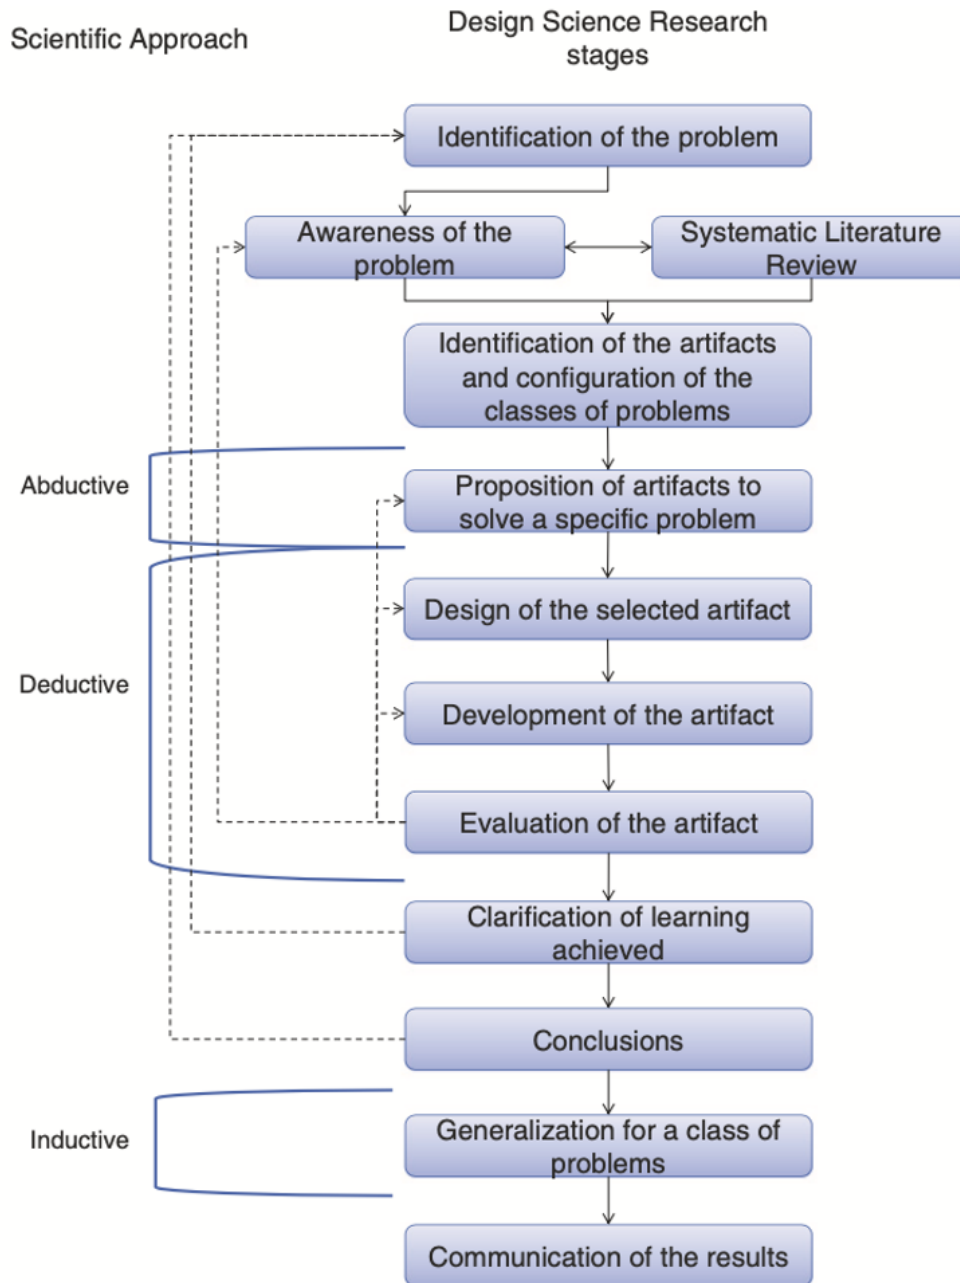 Scientific Approach
Design Science Research
stages
Identification of the problem
Awareness of the
problem
Systematic Literature
Review
Identification of the artifacts
and configuration of the
classes of problems
Abductive
Proposition of artifacts to
solve a specific problem
Design of the selected artifact
Deductive
Development of the artifact
Evaluation of the artifact
Clarification of learning
achieved
Conclusions
Inductive
Generalization for a class of
problems
Communication of the results